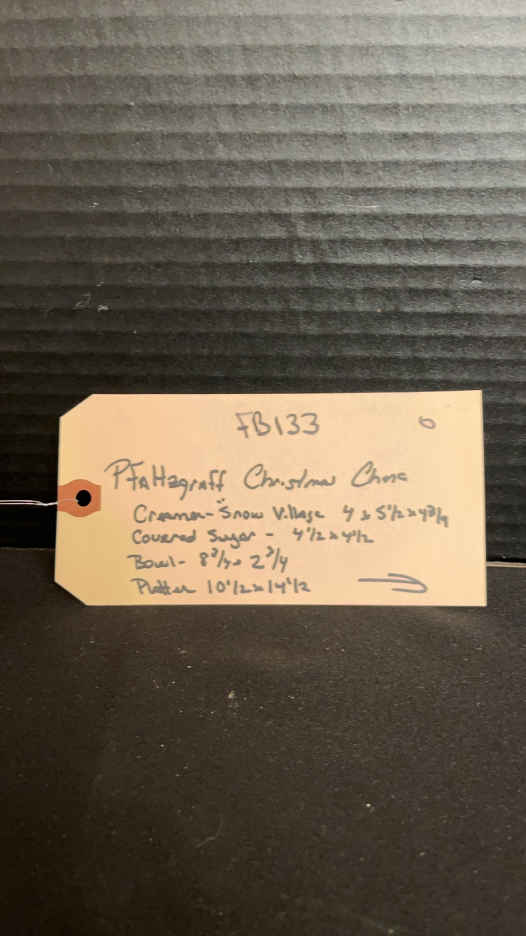 FB133
PFaltzgraff Christmas China
Creamer - "Snow Village 4 x 5 1/2 x 4 3/4
Covered Sugar - 4 1/2 x 4 1/2
Bowl - 8 3/4 x 2 3/4
Platter 10 1/2 x 14 1/2